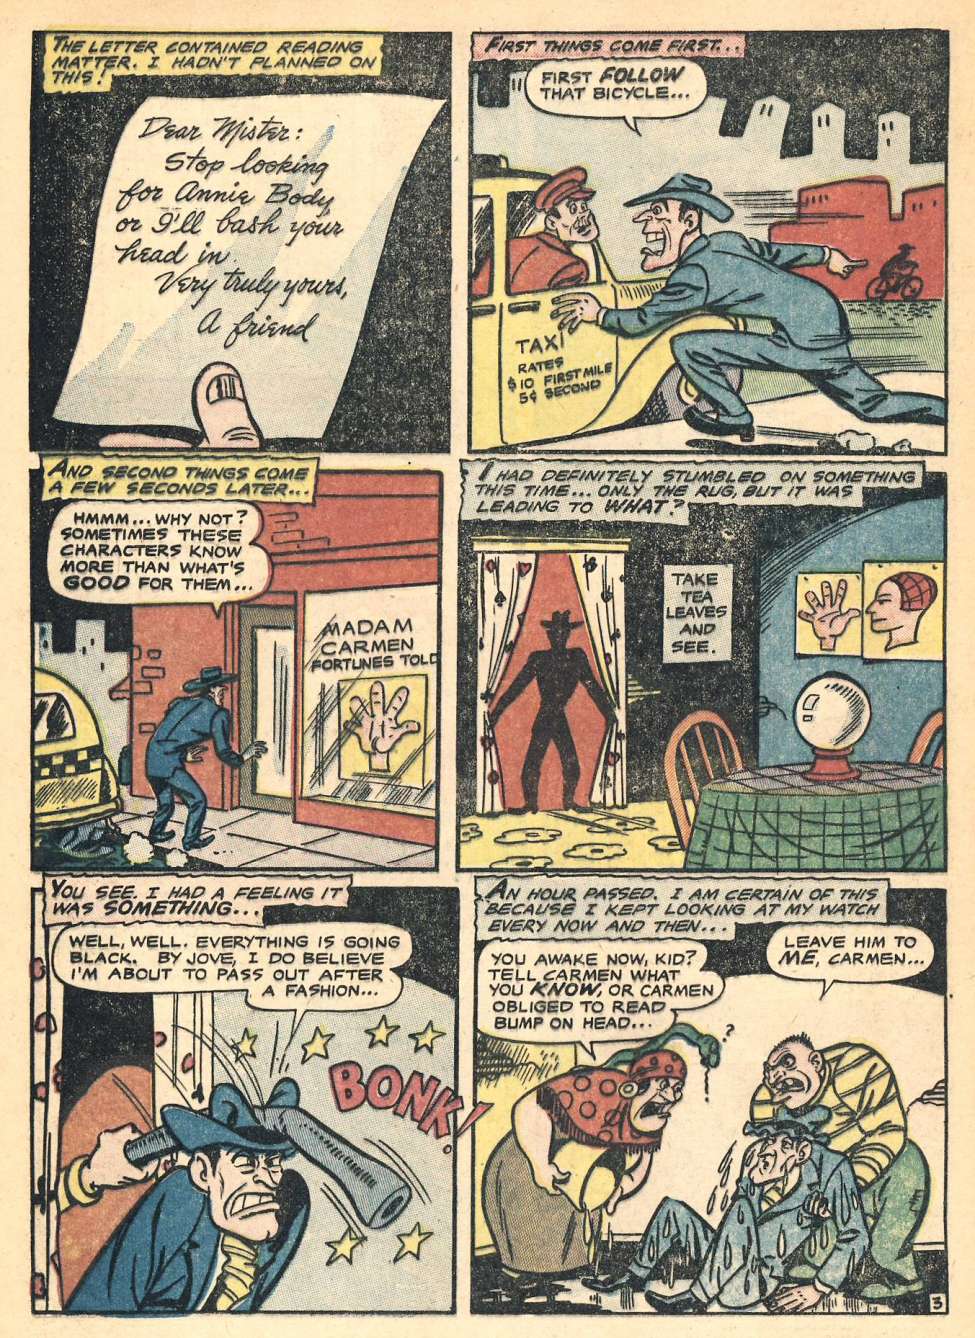 THE LETTER CONTAINED READING
MATTER. I HADN'T PLANNED ON
THIS!
Dear Mister:
Stop looking
for Annie Body
or I'll bash your
head in.
Very truly yours,
A friend
FIRST THINGS COME FIRST...
FIRST FOLLOW
THAT BICYCLE...
TAXI
RATES
$10 FIRST MILE
5¢ SECOND
AND SECOND THINGS COME
A FEW SECONDS LATER...
HMMM... WHY NOT?
SOMETIMES THESE
CHARACTERS KNOW
MORE THAN WHAT'S
GOOD FOR THEM...
MADAM
CARMEN
FORTUNES TOLD
I HAD DEFINITELY STUMBLED ON SOMETHING
THIS TIME... ONLY THE RUG, BUT IT WAS
LEADING TO WHAT?
TAKE
TEA
LEAVES
AND
SEE.
YOU SEE. I HAD A FEELING IT
WAS SOMETHING...
WELL, WELL. EVERYTHING IS GOING
BLACK. BY JOVE, I DO BELIEVE
I'M ABOUT TO PASS OUT AFTER
A FASHION...
BONK!
AN HOUR PASSED. I AM CERTAIN OF THIS
BECAUSE I KEPT LOOKING AT MY WATCH
EVERY NOW AND THEN...
YOU AWAKE NOW, KID?
TELL CARMEN WHAT
YOU KNOW, OR CARMEN
OBLIGED TO READ
BUMP ON HEAD...
LEAVE HIM TO
ME, CARMEN...
?
3